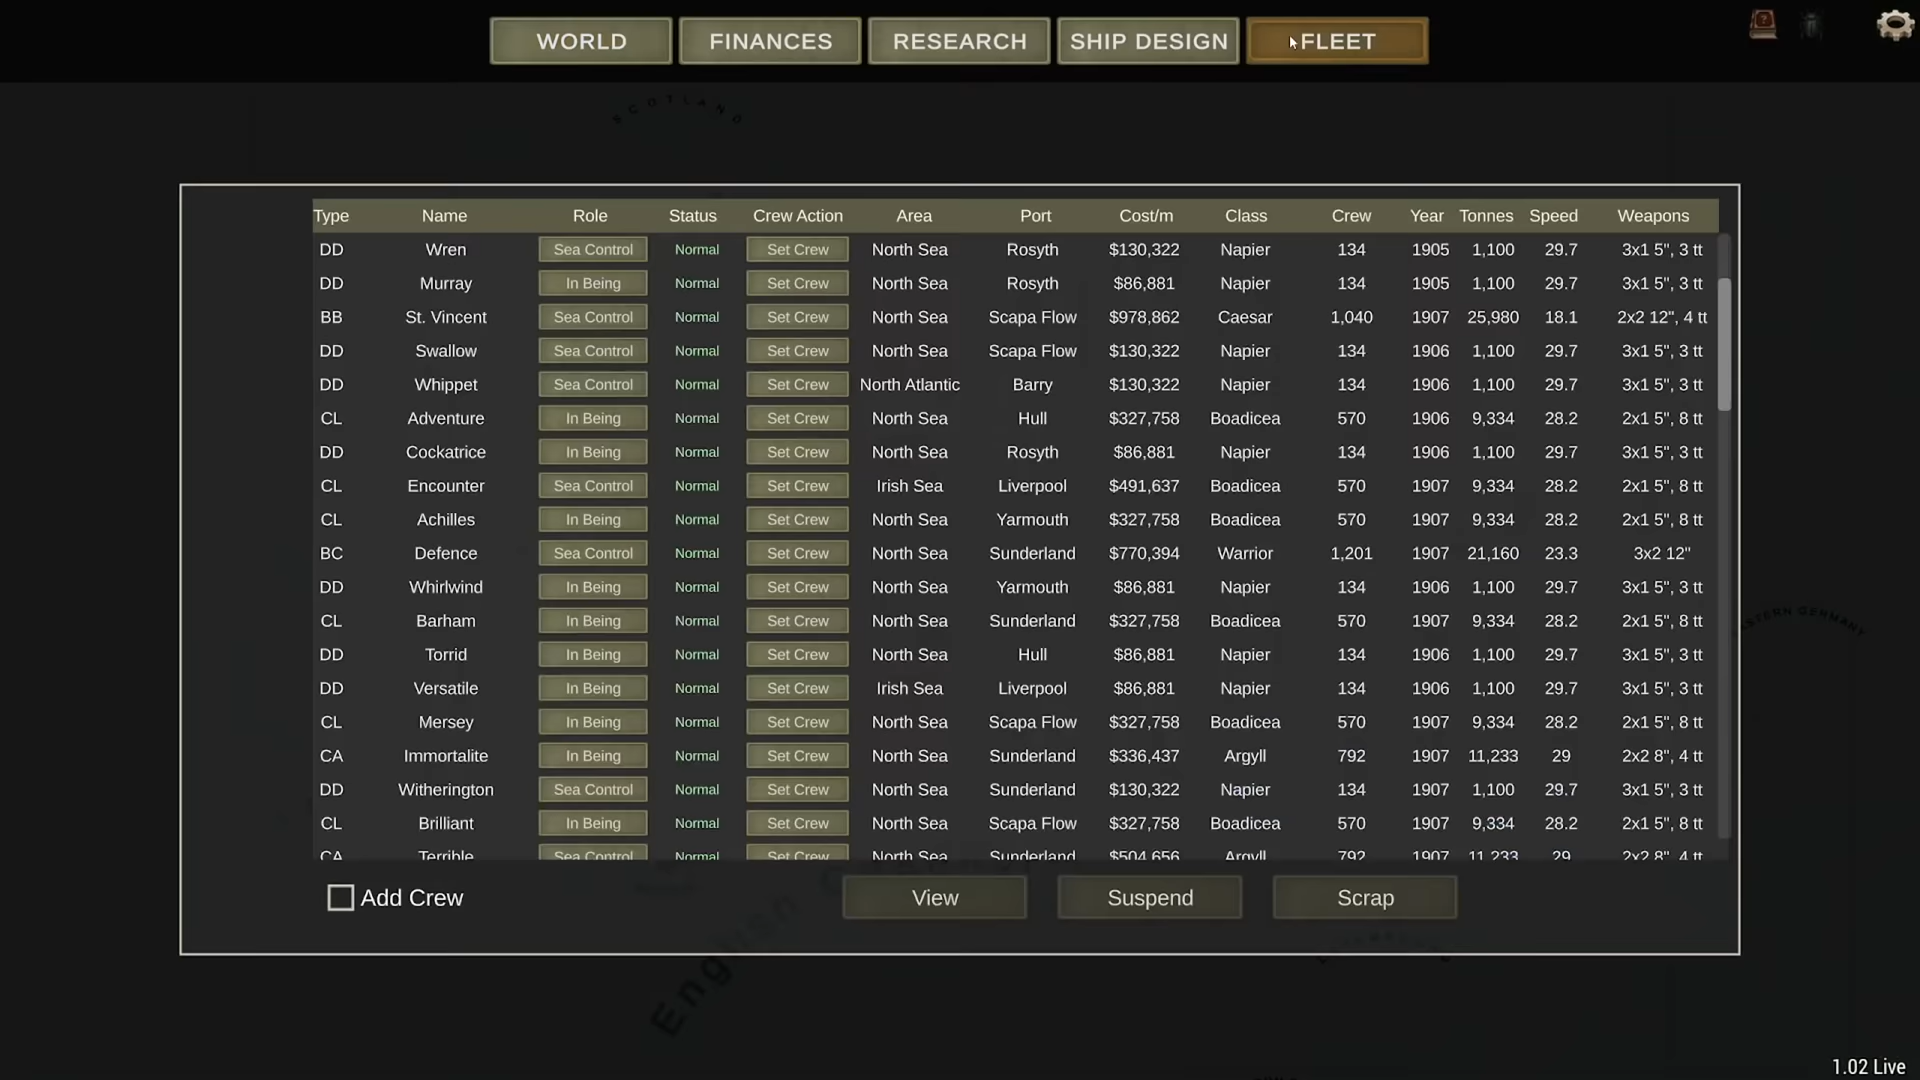 WORLD FINANCES RESEARCH SHIP DESIGN FLEET
SCOTLAND
Type Name Role Status Crew Action Area Port Cost/m Class Crew Year Tonnes Speed Weapons
DD Wren Sea Control Normal Set Crew North Sea Rosyth $130,322 Napier 134 1905 1,100 29.7 3x1 5", 3 tt
DD Murray In Being Normal Set Crew North Sea Rosyth $86,881 Napier 134 1905 1,100 29.7 3x1 5", 3 tt
BB St. Vincent Sea Control Normal Set Crew North Sea Scapa Flow $978,862 Caesar 1,040 1907 25,980 18.1 2x2 12", 4 tt
DD Swallow Sea Control Normal Set Crew North Sea Scapa Flow $130,322 Napier 134 1906 1,100 29.7 3x1 5", 3 tt
DD Whippet Sea Control Normal Set Crew North Atlantic Barry $130,322 Napier 134 1906 1,100 29.7 3x1 5", 3 tt
CL Adventure In Being Normal Set Crew North Sea Hull $327,758 Boadicea 570 1906 9,334 28.2 2x1 5", 8 tt
DD Cockatrice In Being Normal Set Crew North Sea Rosyth $86,881 Napier 134 1906 1,100 29.7 3x1 5", 3 tt
CL Encounter Sea Control Normal Set Crew Irish Sea Liverpool $491,637 Boadicea 570 1907 9,334 28.2 2x1 5", 8 tt
CL Achilles In Being Normal Set Crew North Sea Yarmouth $327,758 Boadicea 570 1907 9,334 28.2 2x1 5", 8 tt
BC Defence Sea Control Normal Set Crew North Sea Sunderland $770,394 Warrior 1,201 1907 21,160 23.3 3x2 12"
DD Whirlwind In Being Normal Set Crew North Sea Yarmouth $86,881 Napier 134 1906 1,100 29.7 3x1 5", 3 tt
CL Barham In Being Normal Set Crew North Sea Sunderland $327,758 Boadicea 570 1907 9,334 28.2 2x1 5", 8 tt
DD Torrid In Being Normal Set Crew North Sea Hull $86,881 Napier 134 1906 1,100 29.7 3x1 5", 3 tt
DD Versatile In Being Normal Set Crew Irish Sea Liverpool $86,881 Napier 134 1906 1,100 29.7 3x1 5", 3 tt
CL Mersey In Being Normal Set Crew North Sea Scapa Flow $327,758 Boadicea 570 1907 9,334 28.2 2x1 5", 8 tt
CA Immortalite In Being Normal Set Crew North Sea Sunderland $336,437 Argyll 792 1907 11,233 29 2x2 8", 4 tt
DD Witherington Sea Control Normal Set Crew North Sea Sunderland $130,322 Napier 134 1907 1,100 29.7 3x1 5", 3 tt
CL Brilliant In Being Normal Set Crew North Sea Scapa Flow $327,758 Boadicea 570 1907 9,334 28.2 2x1 5", 8 tt
CA Terrible Sea Control Normal Set Crew North Sea Sunderland $504,656 Argyll 792 1907 11,233 29 2x2 8", 4 tt
Add Crew View Suspend Scrap
English
1.02 Live